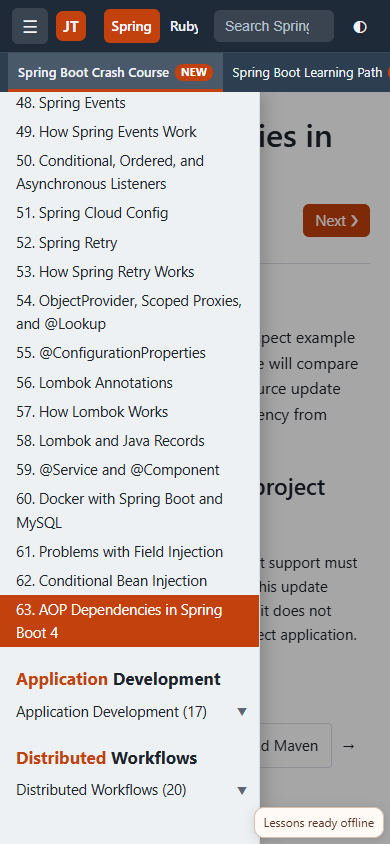 ☰ JT Spring Ruby Search Spring
Spring Boot Crash Course NEW Spring Boot Learning Path
48. Spring Events
49. How Spring Events Work
50. Conditional, Ordered, and
Asynchronous Listeners
51. Spring Cloud Config
52. Spring Retry
53. How Spring Retry Works
54. ObjectProvider, Scoped Proxies,
and @Lookup
55. @ConfigurationProperties
56. Lombok Annotations
57. How Lombok Works
58. Lombok and Java Records
59. @Service and @Component
60. Docker with Spring Boot and
MySQL
61. Problems with Field Injection
62. Conditional Bean Injection
63. AOP Dependencies in Spring
Boot 4
Application Development
Application Development (17) ▼
Distributed Workflows
Distributed Workflows (20) ▼
ies in
Next ❯
pect example
e will compare
urce update
ency from
project
t support must
his update
it does not
ect application.
d Maven →
Lessons ready offline